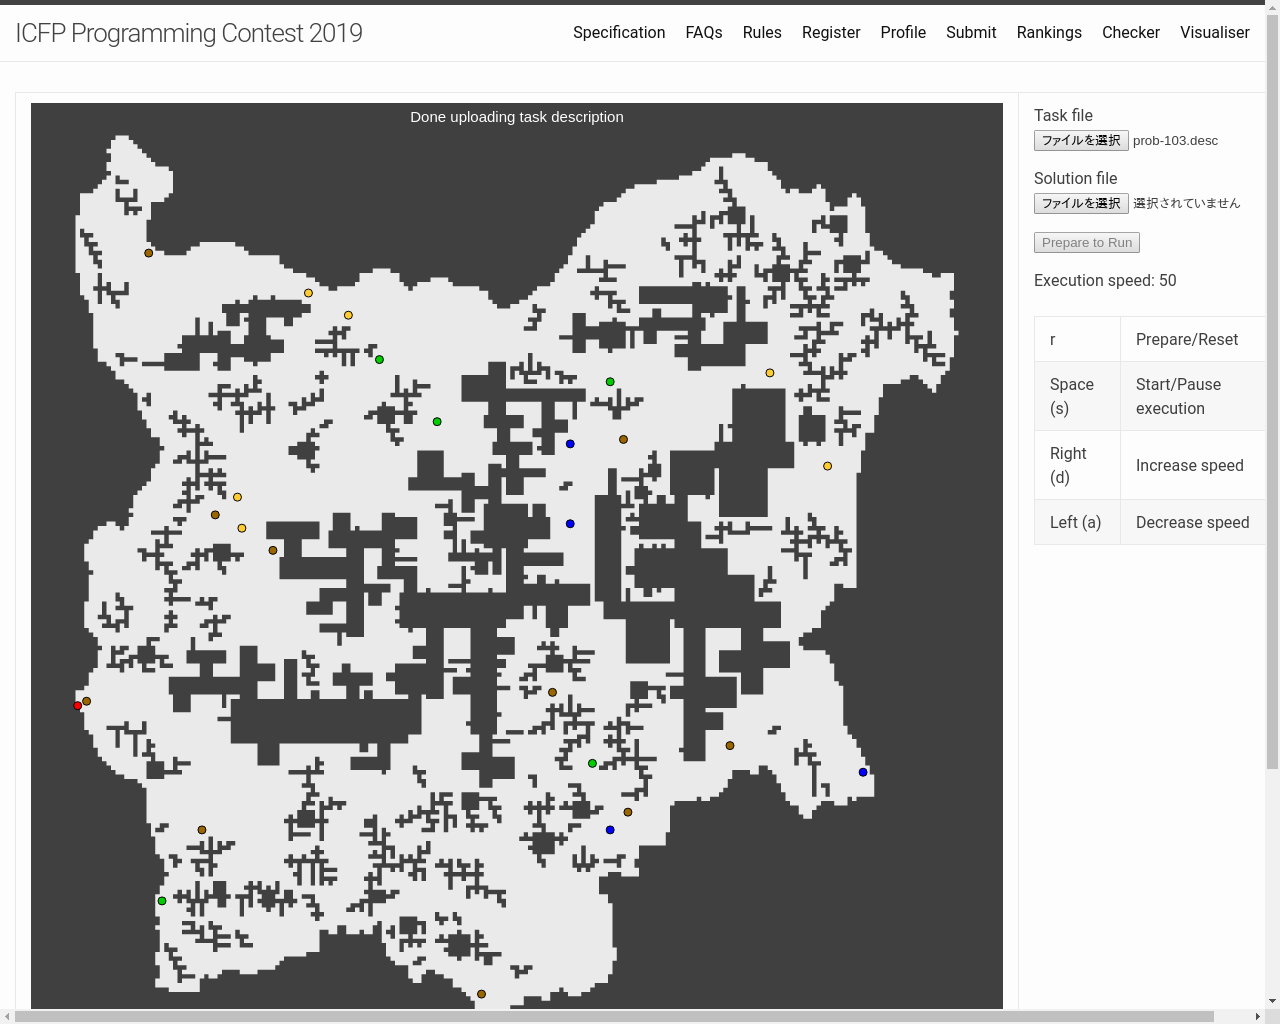 ICFP Programming Contest 2019
Specification FAQs Rules Register Profile Submit Rankings Checker Visualiser
Done uploading task description
Task file
ファイルを選択 prob-103.desc
Solution file
ファイルを選択 選択されていません
Prepare to Run
Execution speed: 50
r Prepare/Reset
Space (s) Start/Pause execution
Right (d) Increase speed
Left (a) Decrease speed